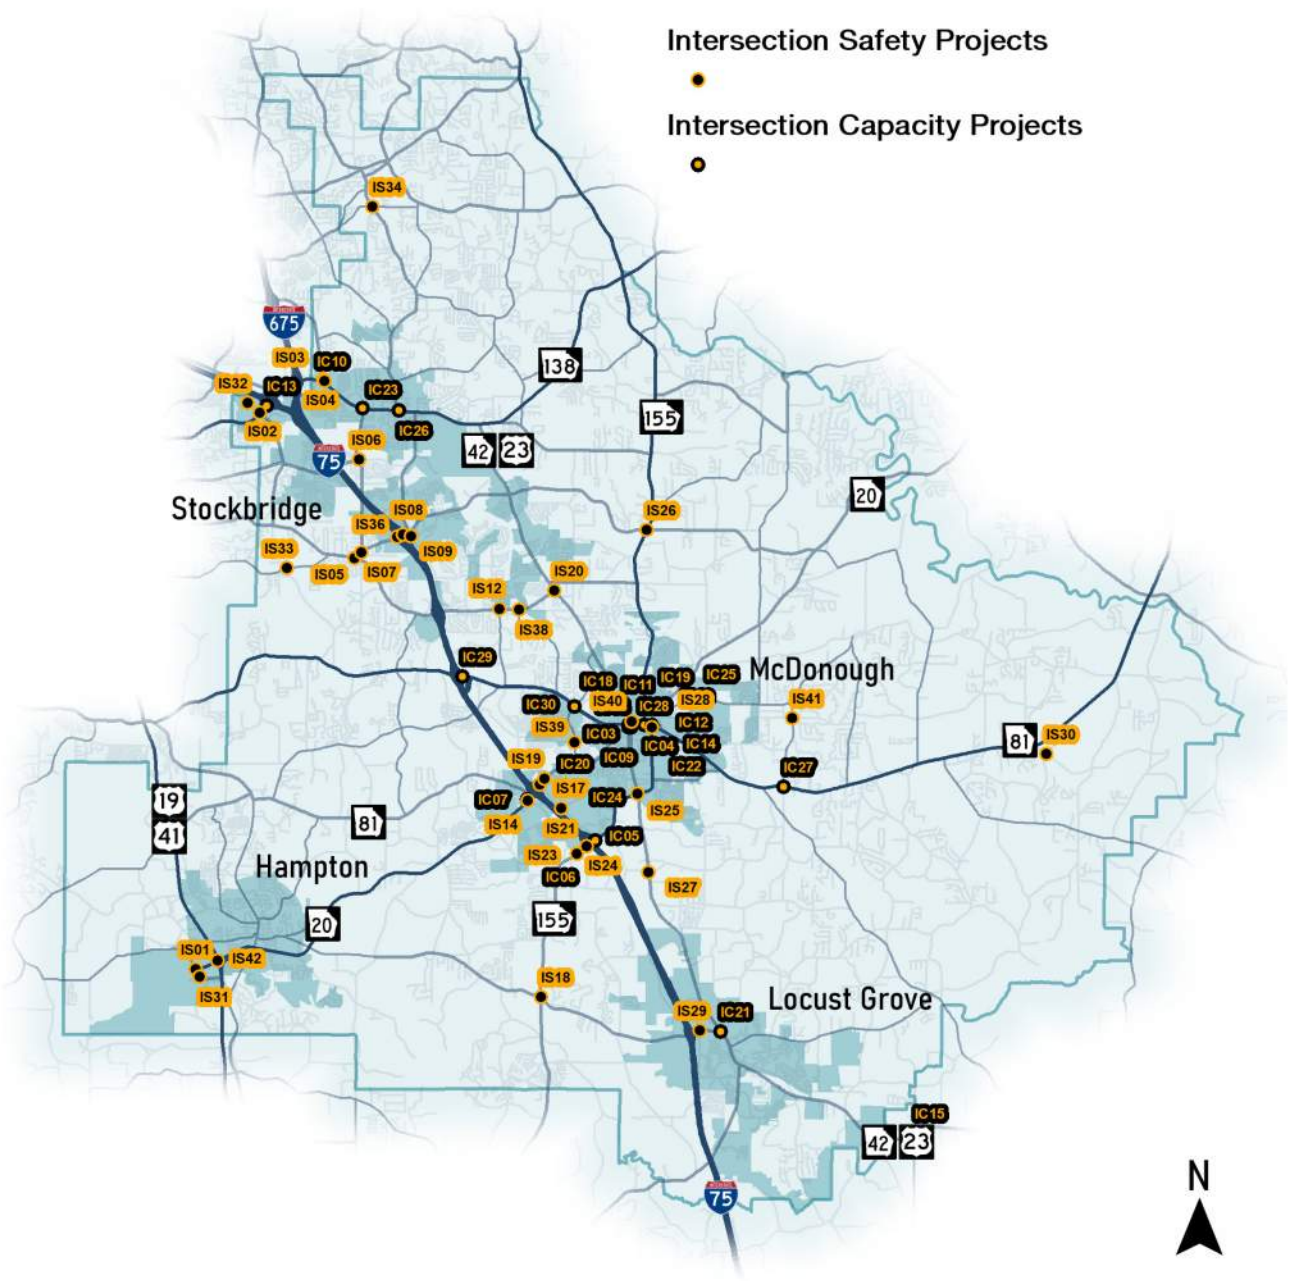 Intersection Safety Projects
Intersection Capacity Projects
IS34
675
IS03
IC10
138
IS32
IC13
IC23
IS04
155
IS02
IC26
IS06
42
23
75
20
Stockbridge
IS08
IS26
IS36
IS33
IS09
IS05
IS07
IS20
IS12
IS38
IC29
McDonough
IC18
IC11
IC19
IC25
IC30
IS40
IC28
IS28
IS41
IS39
IC03
IC12
IC04
IC14
81
IS30
IS19
IC20
IC09
IC22
IC27
19
IC07
IS17
IC24
41
81
IS14
IS21
IS25
IC05
Hampton
IS23
IS24
IC06
IS27
20
155
IS01
IS42
IS18
IS31
Locust Grove
IS29
IC21
IC15
42
23
75
N